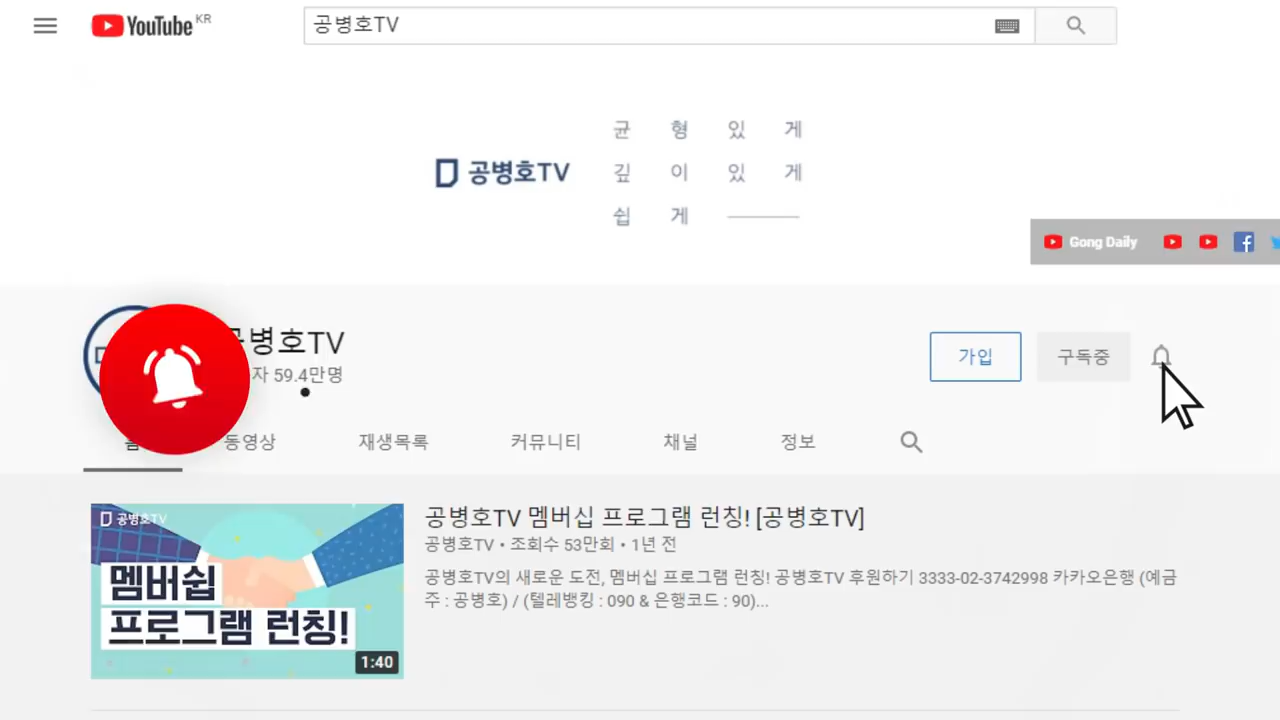 YouTube KR
공병호TV
공병호TV
균형있게
깊이있게
쉽게
Gong Daily
공병호TV
자 59.4만명
가입
구독중
홈 동영상 재생목록 커뮤니티 채널 정보
공병호TV
멤버쉽
프로그램 런칭!
1:40
공병호TV 멤버십 프로그램 런칭! [공병호TV]
공병호TV • 조회수 53만회 • 1년 전
공병호TV의 새로운 도전, 멤버십 프로그램 런칭! 공병호TV 후원하기 3333-02-3742998 카카오은행 (예금
주 : 공병호) / (텔레뱅킹 : 090 & 은행코드 : 90)...